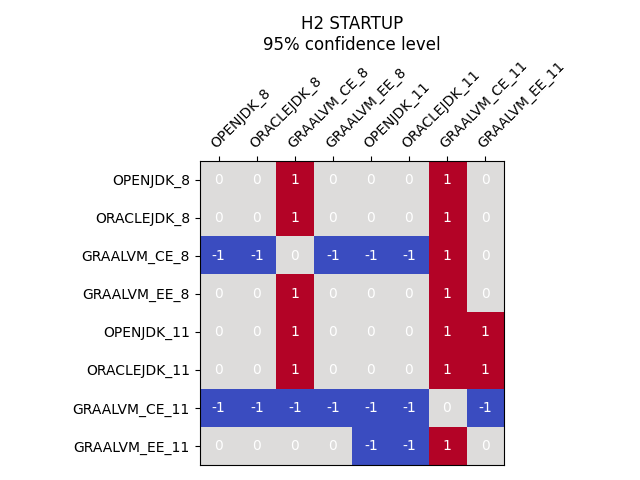 H2 STARTUP
95% confidence level
OPENJDK_8
ORACLEJDK_8
GRAALVM_CE_8
GRAALVM_EE_8
OPENJDK_11
ORACLEJDK_11
GRAALVM_CE_11
GRAALVM_EE_11
OPENJDK_8 0 0 1 0 0 0 1 0
ORACLEJDK_8 0 0 1 0 0 0 1 0
GRAALVM_CE_8 -1 -1 0 -1 -1 -1 1 0
GRAALVM_EE_8 0 0 1 0 0 0 1 0
OPENJDK_11 0 0 1 0 0 0 1 1
ORACLEJDK_11 0 0 1 0 0 0 1 1
GRAALVM_CE_11 -1 -1 -1 -1 -1 -1 0 -1
GRAALVM_EE_11 0 0 0 0 -1 -1 1 0